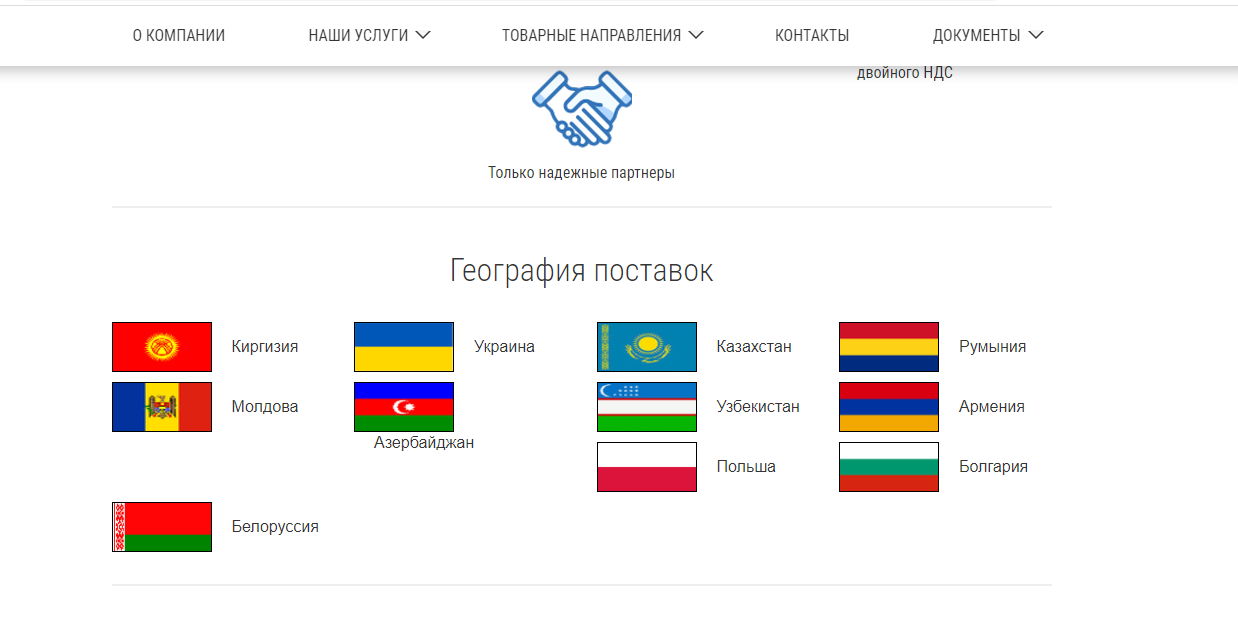 О КОМПАНИИ НАШИ УСЛУГИ ТОВАРНЫЕ НАПРАВЛЕНИЯ КОНТАКТЫ ДОКУМЕНТЫ
двойного НДС
Только надежные партнеры
География поставок
Киргизия Украина Казахстан Румыния
Молдова Азербайджан Узбекистан Армения
Польша Болгария
Белоруссия